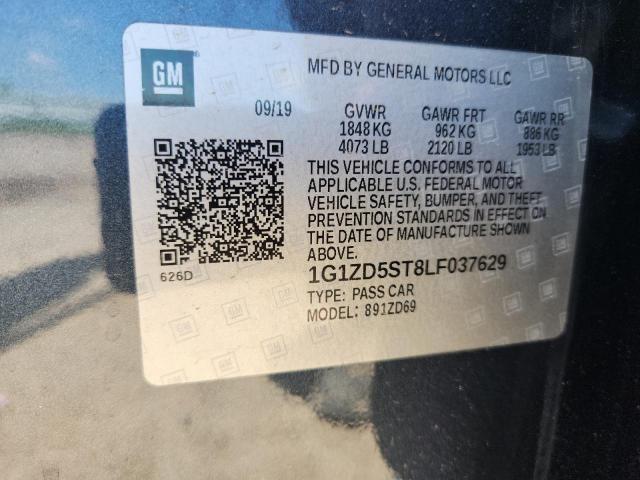 GM
MFD BY GENERAL MOTORS LLC
09/19
GVWR GAWR FRT GAWR RR
1848 KG 962 KG 886 KG
4073 LB 2120 LB 1953 LB
THIS VEHICLE CONFORMS TO ALL
APPLICABLE U.S. FEDERAL MOTOR
VEHICLE SAFETY, BUMPER, AND THEFT
PREVENTION STANDARDS IN EFFECT ON
THE DATE OF MANUFACTURE SHOWN
ABOVE.
626D
1G1ZD5ST8LF037629
TYPE: PASS CAR
MODEL: 891ZD69